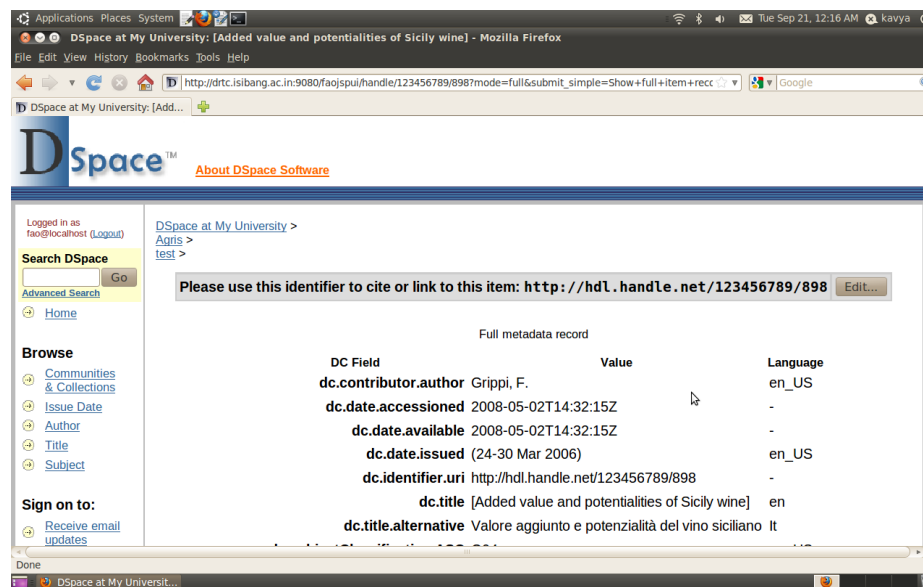 Applications Places System Tue Sep 21, 12:16 AM kavya
DSpace at My University: [Added value and potentialities of Sicily wine] - Mozilla Firefox
File Edit View History Bookmarks Tools Help
http://drtc.isibang.ac.in:9080/faojspui/handle/123456789/898?mode=full&submit_simple=Show+full+item+recc Google
DSpace at My University: [Add...
DSpace™
About DSpace Software
Logged in as
fao@localhost (Logout)
Search DSpace
Go
Advanced Search
Home
Browse
Communities
& Collections
Issue Date
Author
Title
Subject
Sign on to:
Receive email
updates
DSpace at My University >
Agris >
test >
Please use this identifier to cite or link to this item: http://hdl.handle.net/123456789/898 Edit...
Full metadata record
DC Field Value Language
dc.contributor.author Grippi, F. en_US
dc.date.accessioned 2008-05-02T14:32:15Z -
dc.date.available 2008-05-02T14:32:15Z -
dc.date.issued (24-30 Mar 2006) en_US
dc.identifier.uri http://hdl.handle.net/123456789/898 -
dc.title [Added value and potentialities of Sicily wine] en
dc.title.alternative Valore aggiunto e potenzialità del vino siciliano It
Done
DSpace at My Universit...